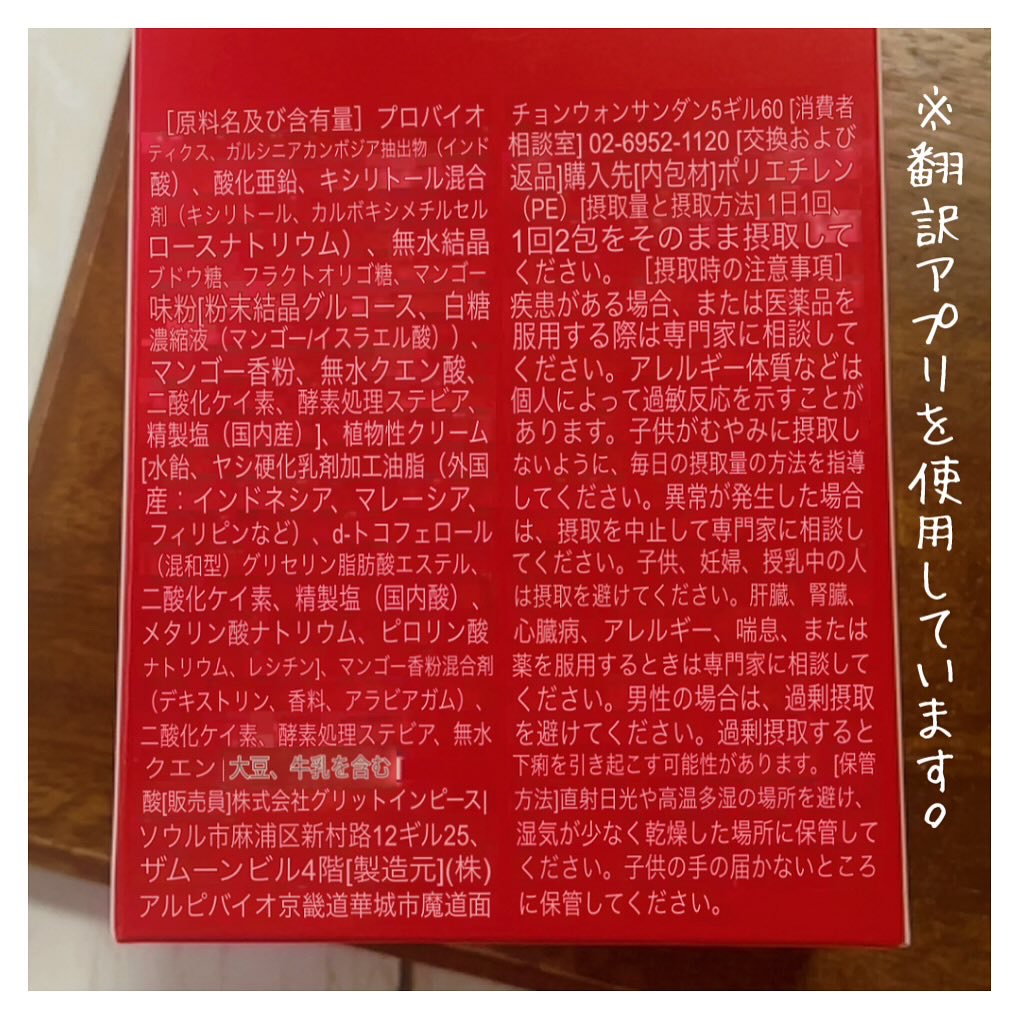 ［原料名及び含有量］ プロバイオ
ティクス、ガルシニアカンボジア抽出物（インド
酸）、酸化亜鉛、キシリトール混合
剤（キシリトール、カルボキシメチルセル
ロースナトリウム）、無水結晶
ブドウ糖、フラクトオリゴ糖、マンゴー
味粉[粉末結晶グルコース、白糖
濃縮液（マンゴー/イスラエル酸））、
マンゴー香粉、無水クエン酸、
二酸化ケイ素、酵素処理ステビア、
精製塩（国内産）]、植物性クリーム
[水飴、ヤシ硬化乳剤加工油脂（外国
産：インドネシア、マレーシア、
フィリピンなど）、d-トコフェロール
（混和型）グリセリン脂肪酸エステル、
二酸化ケイ素、精製塩（国内酸）、
メタリン酸ナトリウム、ピロリン酸
ナトリウム、レシチン]、マンゴー香粉混合剤
（デキストリン、香料、アラビアガム）、
二酸化ケイ素、酵素処理ステビア、無水
クエン|大豆、牛乳を含む|
酸[販売員]株式会社グリットインピース|
ソウル市麻浦区新村路12ギル25、
ザムーンビル4階[製造元](株)
アルピバイオ京畿道華城市魔道面
チョンウォンサンダン5ギル60 [消費者
相談室] 02-6952-1120 [交換および
返品]購入先[内包材]ポリエチレン
（PE）[摂取量と摂取方法] 1日1回、
1回2包をそのまま摂取して
ください。［摂取時の注意事項］
疾患がある場合、または医薬品を
服用する際は専門家に相談して
ください。アレルギー体質などは
個人によって過敏反応を示すことが
あります。子供がむやみに摂取し
ないように、毎日の摂取量の方法を指導
してください。異常が発生した場合
は、摂取を中止して専門家に相談し
てください。子供、妊婦、授乳中の人
は摂取を避けてください。肝臓、腎臓、
心臓病、アレルギー、喘息、または
薬を服用するときは専門家に相談して
ください。男性の場合は、過剰摂取
を避けてください。過剰摂取すると
下痢を引き起こす可能性があります。[保管
方法]直射日光や高温多湿の場所を避け、
湿気が少なく乾燥した場所に保管して
ください。子供の手の届かないところ
に保管してください。
※翻訳アプリを使用しています。